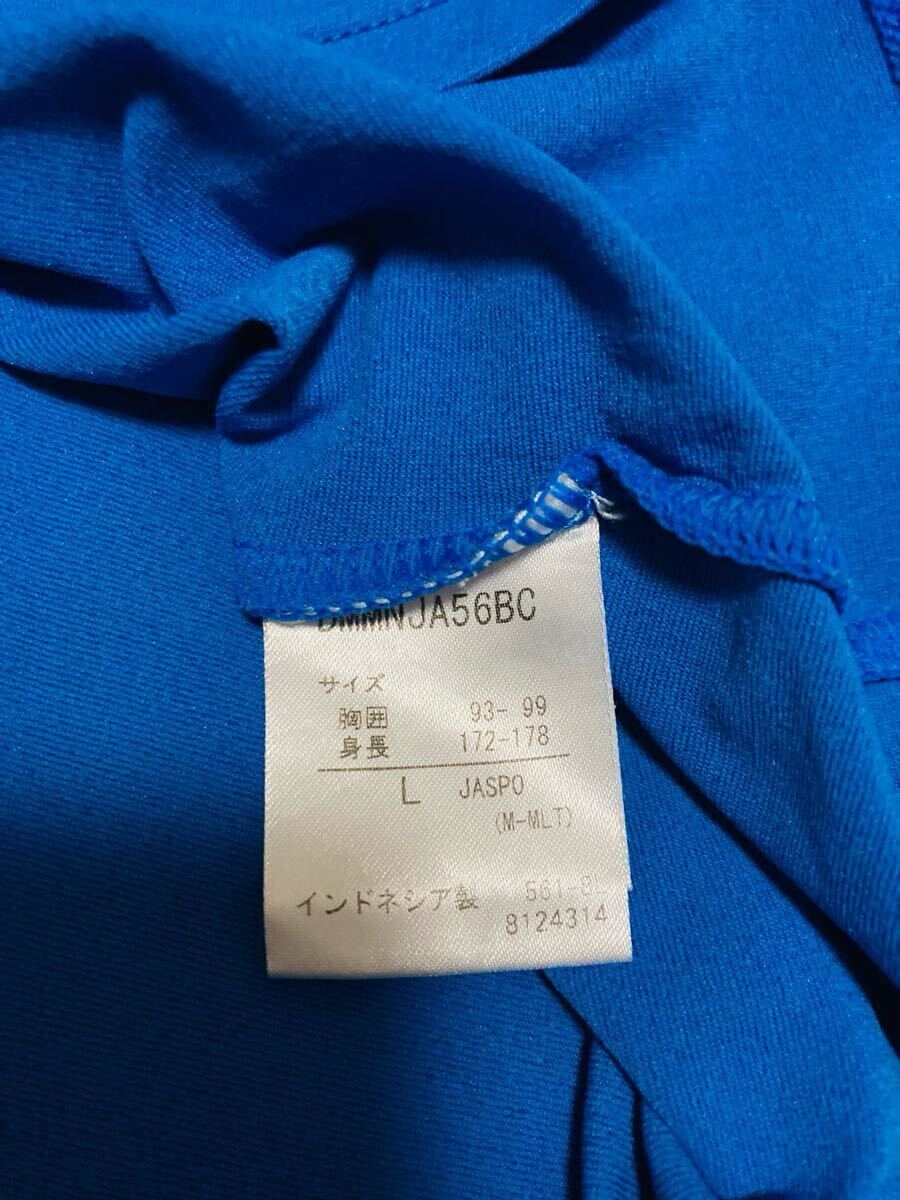 DMMNJA56BC
サイズ
胸囲 93- 99
身長 172-178
L JASPO
(M-MLT)
インドネシア製
8124314